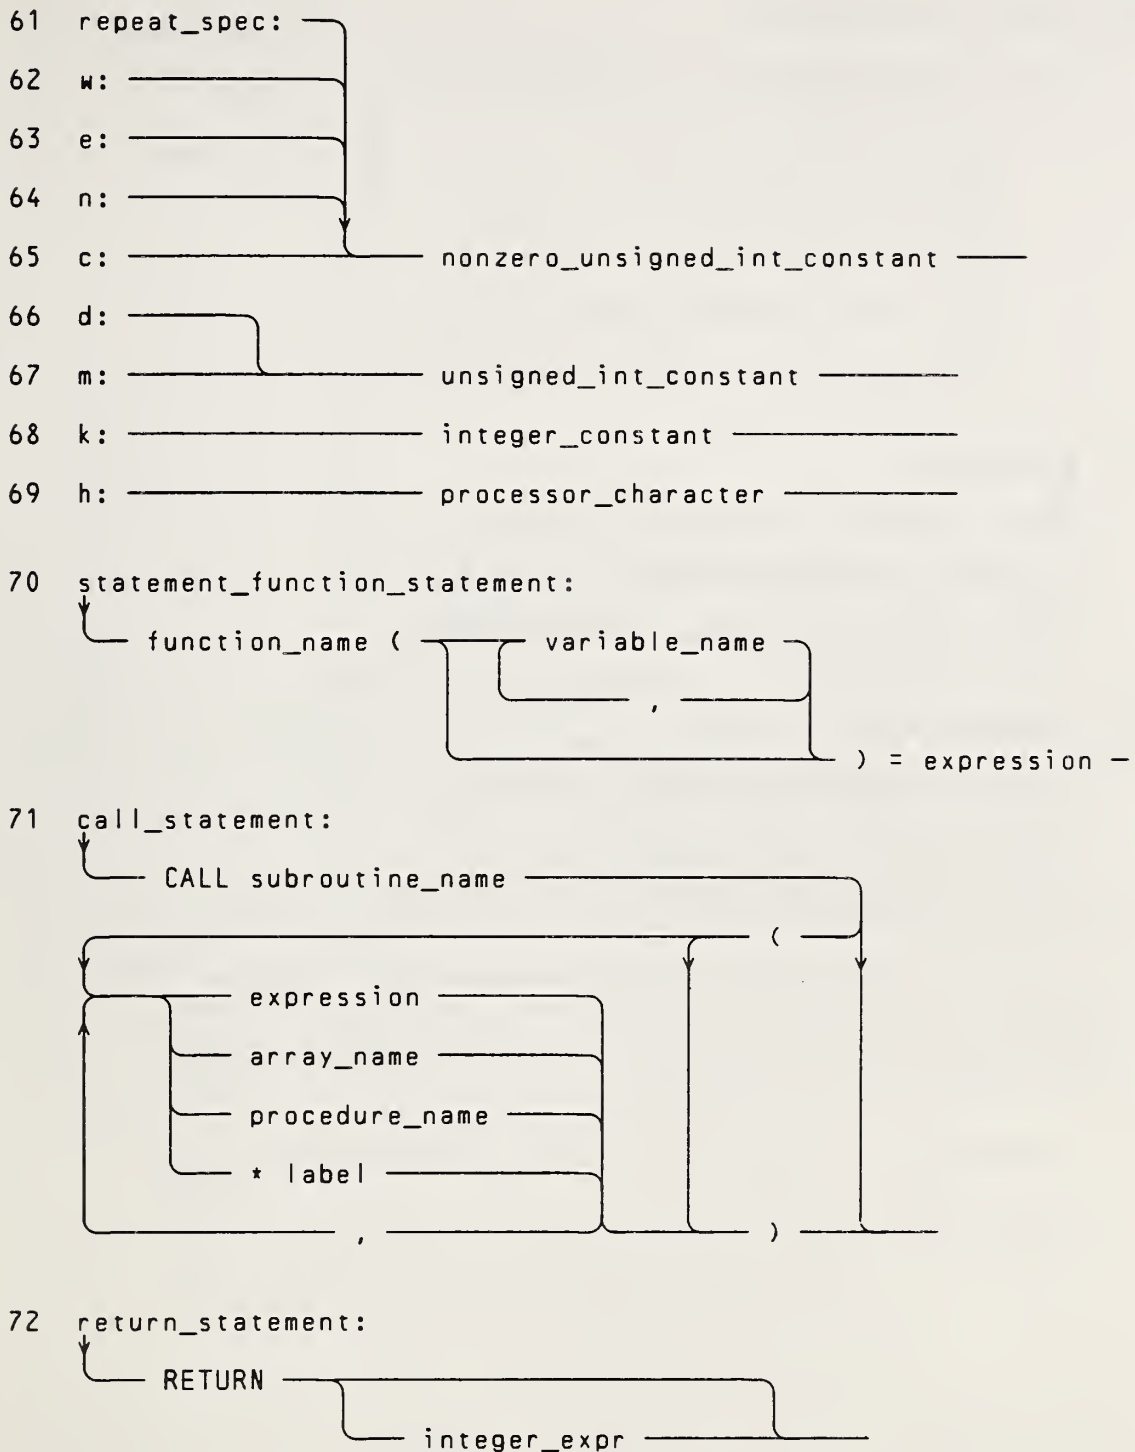 61 repeat_spec:
62 w:
63 e:
64 n:
65 c: nonzero_unsigned_int_constant
66 d:
67 m: unsigned_int_constant
68 k: integer_constant
69 h: processor_character
70 statement_function_statement:
function_name ( variable_name
,
) = expression
71 call_statement:
CALL subroutine_name
(
expression
array_name
procedure_name
* label
, )
72 return_statement:
RETURN
integer_expr